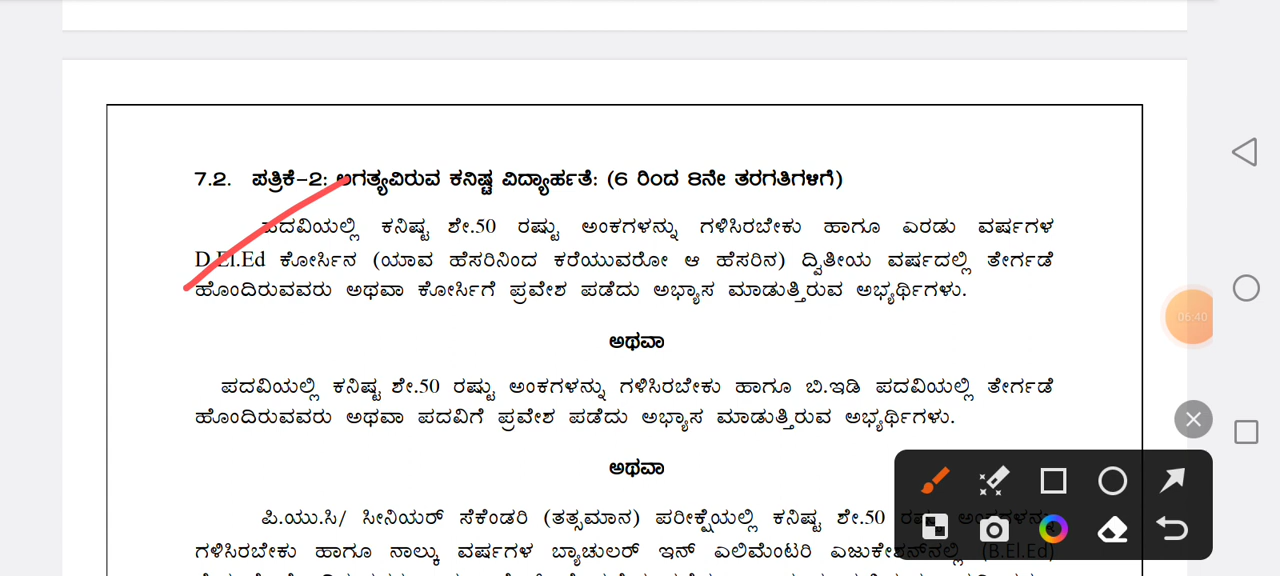 7.2. ಪತ್ರಿಕೆ-2: ಅಗತ್ಯವಿರುವ ಕನಿಷ್ಟ ವಿದ್ಯಾರ್ಹತೆ: (6 ರಿಂದ 8ನೇ ತರಗತಿಗಳಿಗೆ)
ಪದವಿಯಲ್ಲಿ ಕನಿಷ್ಟ ಶೇ.50 ರಷ್ಟು ಅಂಕಗಳನ್ನು ಗಳಿಸಿರಬೇಕು ಹಾಗೂ ಎರಡು ವರ್ಷಗಳ
D.El.Ed ಕೋರ್ಸಿನ (ಯಾವ ಹೆಸರಿನಿಂದ ಕರೆಯುವರೋ ಆ ಹೆಸರಿನ) ದ್ವಿತೀಯ ವರ್ಷದಲ್ಲಿ ತೇರ್ಗಡೆ
ಹೊಂದಿರುವವರು ಅಥವಾ ಕೋರ್ಸಿಗೆ ಪ್ರವೇಶ ಪಡೆದು ಅಭ್ಯಾಸ ಮಾಡುತ್ತಿರುವ ಅಭ್ಯರ್ಥಿಗಳು.
06:40
ಅಥವಾ
ಪದವಿಯಲ್ಲಿ ಕನಿಷ್ಟ ಶೇ.50 ರಷ್ಟು ಅಂಕಗಳನ್ನು ಗಳಿಸಿರಬೇಕು ಹಾಗೂ ಬಿ.ಇಡಿ ಪದವಿಯಲ್ಲಿ ತೇರ್ಗಡೆ
ಹೊಂದಿರುವವರು ಅಥವಾ ಪದವಿಗೆ ಪ್ರವೇಶ ಪಡೆದು ಅಭ್ಯಾಸ ಮಾಡುತ್ತಿರುವ ಅಭ್ಯರ್ಥಿಗಳು.
ಅಥವಾ
ಪಿ.ಯು.ಸಿ/ ಸೀನಿಯರ್ ಸೆಕೆಂಡರಿ (ತತ್ಸಮಾನ) ಪರೀಕ್ಷೆಯಲ್ಲಿ ಕನಿಷ್ಟ ಶೇ.50 ರಷ್ಟು ಅಂಕಗಳನ್ನು
ಗಳಿಸಿರಬೇಕು ಹಾಗೂ ನಾಲ್ಕು ವರ್ಷಗಳ ಬ್ಯಾಚುಲರ್ ಇನ್ ಎಲಿಮೆಂಟರಿ ಎಜುಕೇಶನ್‌ನಲ್ಲಿ (B.El.Ed)